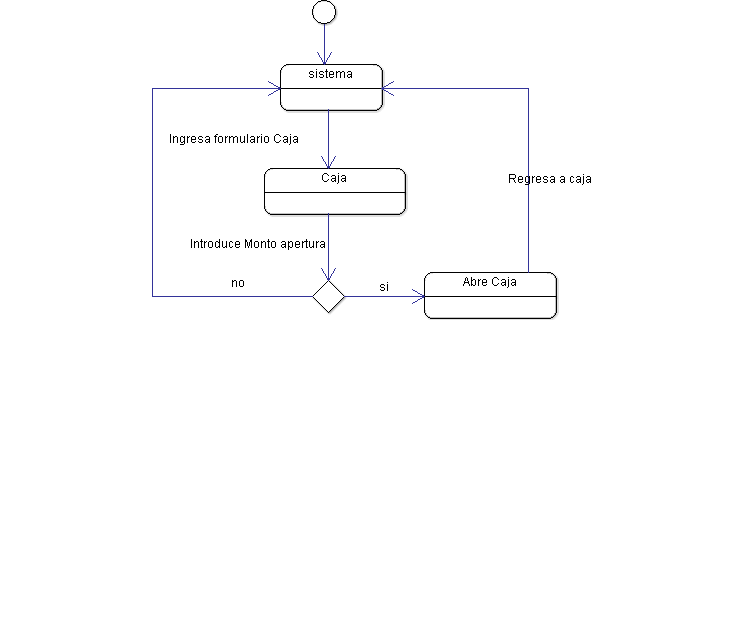 sistema
Ingresa formulario Caja
Caja
Regresa a caja
Introduce Monto apertura
no
si
Abre Caja